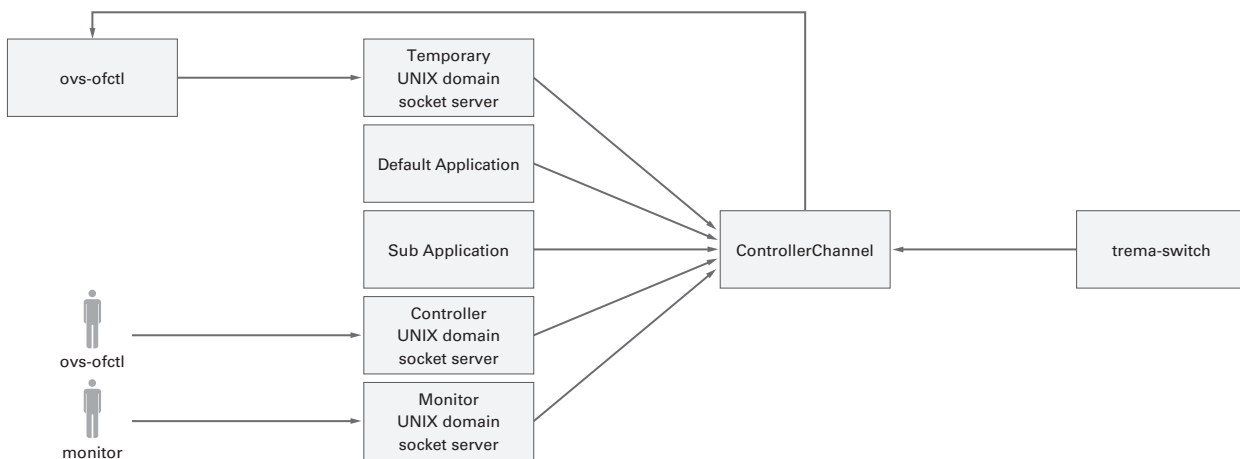 ovs-ofctl
Temporary
UNIX domain
socket server
Default Application
Sub Application
ControllerChannel
trema-switch
ovs-ofctl
Controller
UNIX domain
socket server
monitor
Monitor
UNIX domain
socket server